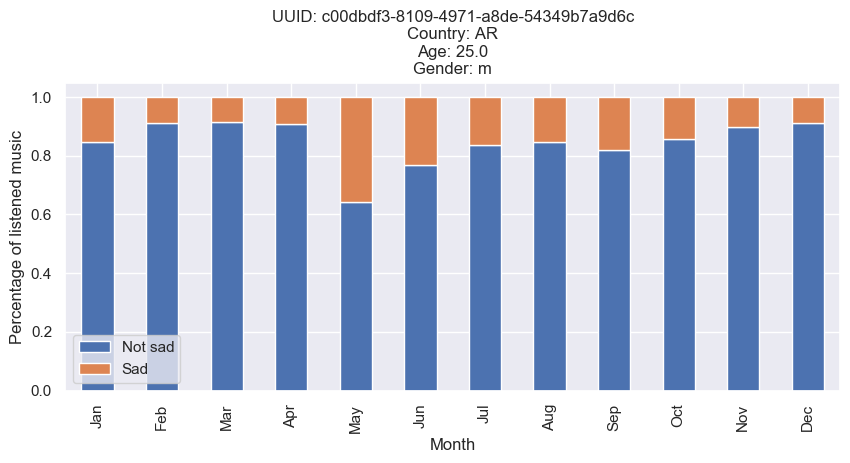 UUID: c00dbdf3-8109-4971-a8de-54349b7a9d6c
Country: AR
Age: 25.0
Gender: m
Percentage of listened music
1.0
0.8
0.6
0.4
0.2
0.0
Not sad
Sad
Jan
Feb
Mar
Apr
May
Jun
Jul
Aug
Sep
Oct
Nov
Dec
Month